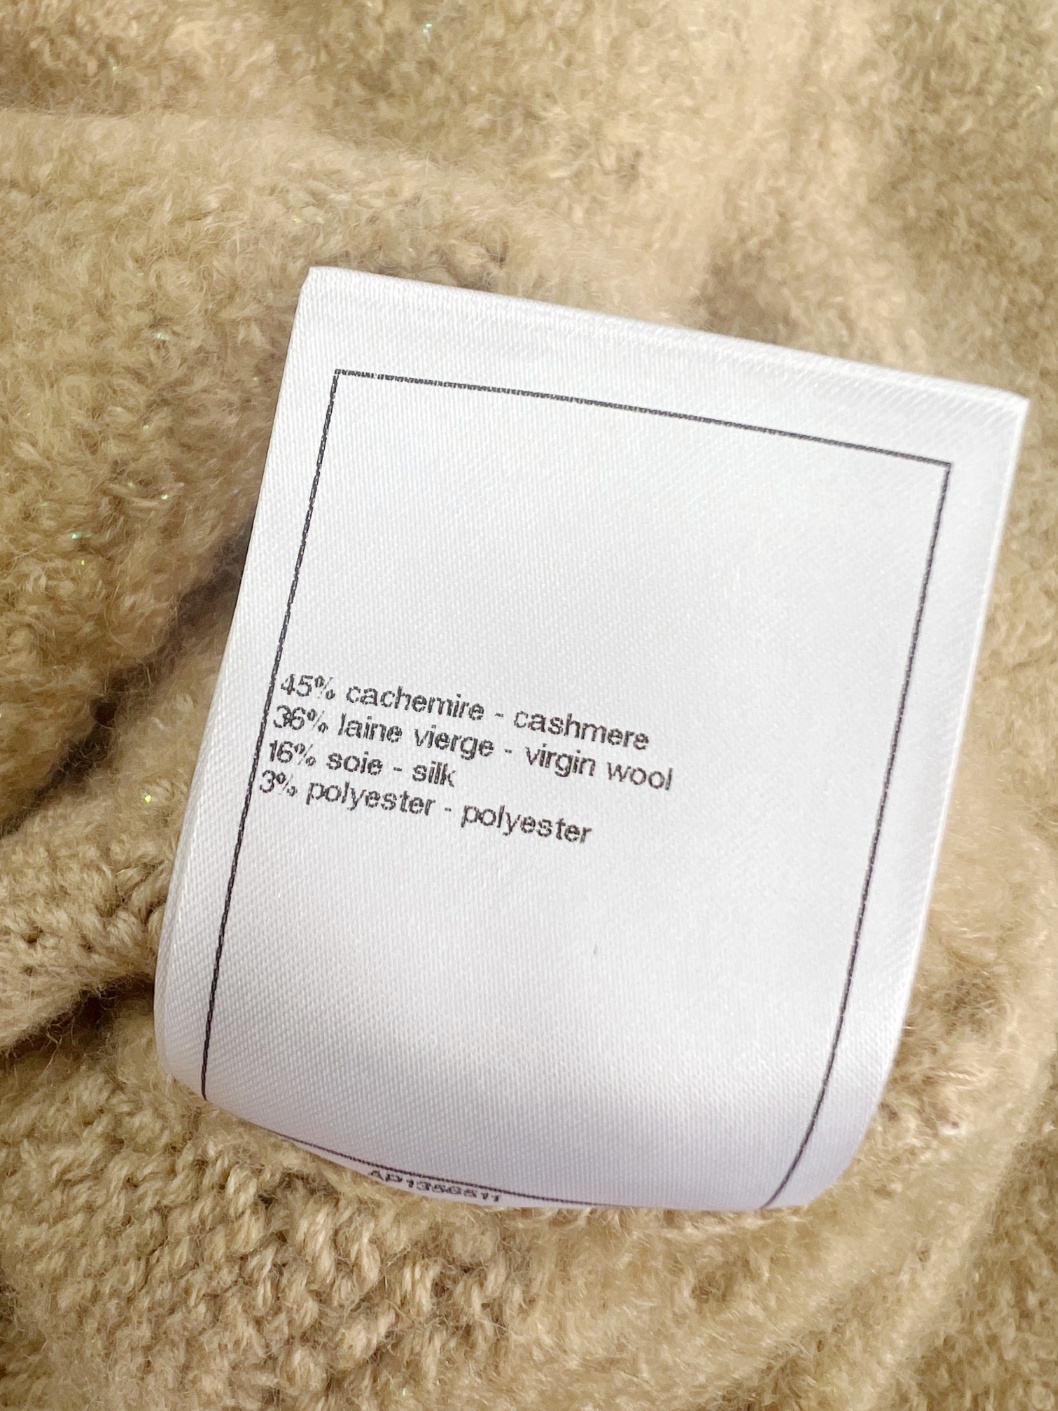 45% cachemire - cashmere
36% laine vierge - virgin wool
16% soie - silk
3% polyester - polyester